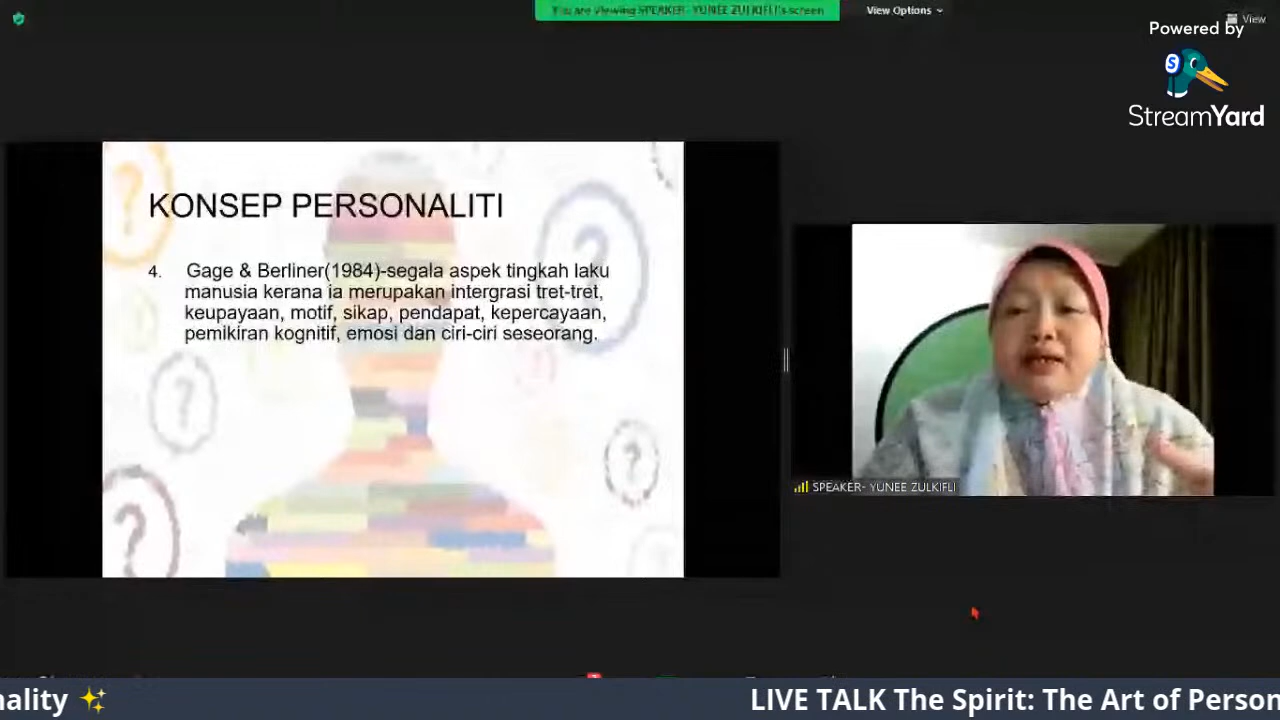 You are viewing SPEAKER- YUNEE ZULKIFLI's screen
View Options
View
Powered by
StreamYard
KONSEP PERSONALITI
4. Gage & Berliner(1984)-segala aspek tingkah laku
manusia kerana ia merupakan intergrasi tret-tret,
keupayaan, motif, sikap, pendapat, kepercayaan,
pemikiran kognitif, emosi dan ciri-ciri seseorang.
SPEAKER- YUNEE ZULKIFLI
nality ✨ LIVE TALK The Spirit: The Art of Person